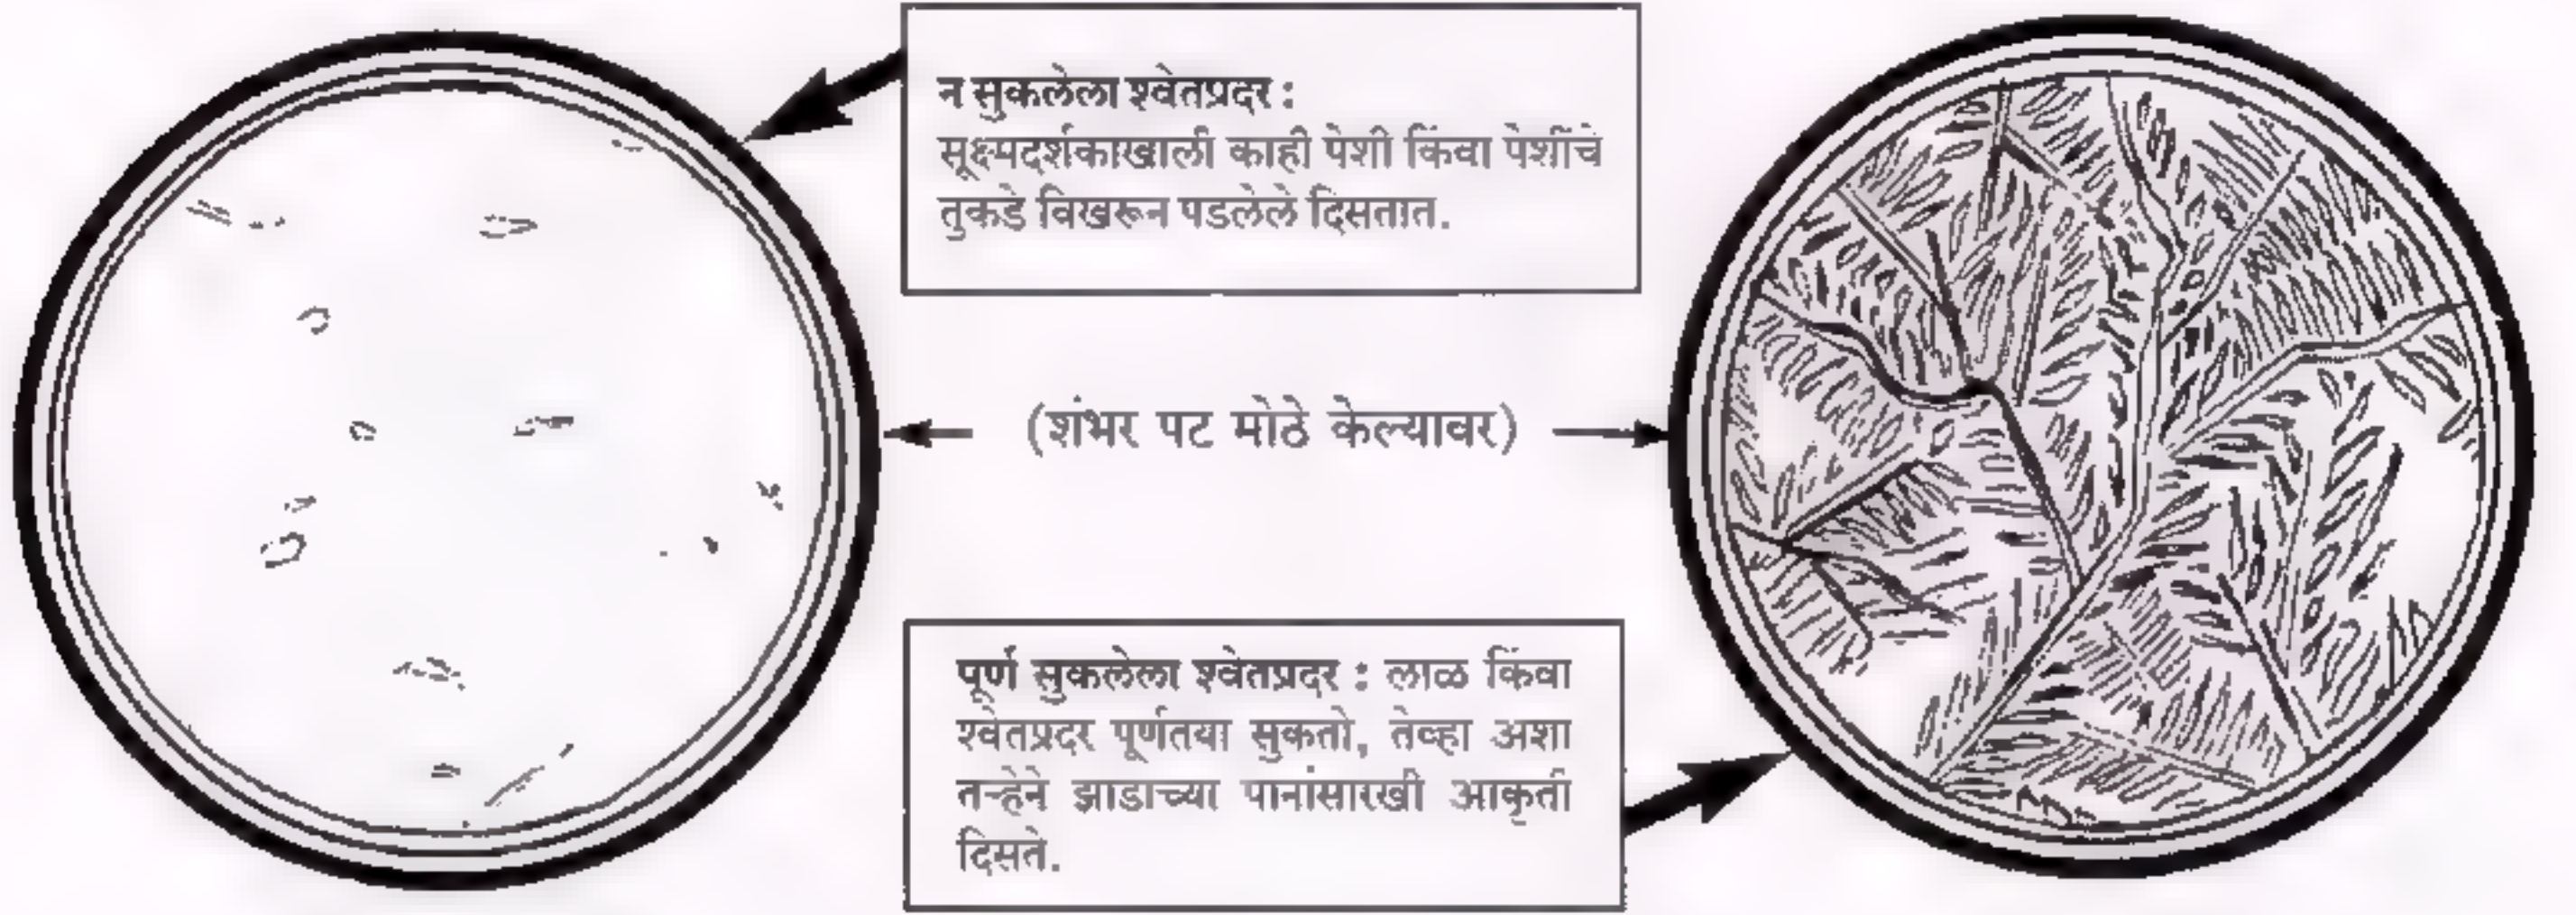 न सुकलेला श्वेतप्रदर :
सूक्ष्मदर्शकाखाली काही पेशी किंवा पेशींचे
तुकडे विखरून पडलेले दिसतात.
(शंभर पट मोठे केल्यावर)
पूर्ण सुकलेला श्वेतप्रदर : लाळ किंवा
श्वेतप्रदर पूर्णतया सुकतो, तेव्हा अशा
तऱ्हेने झाडाच्या पानांसारखी आकृती
दिसते.